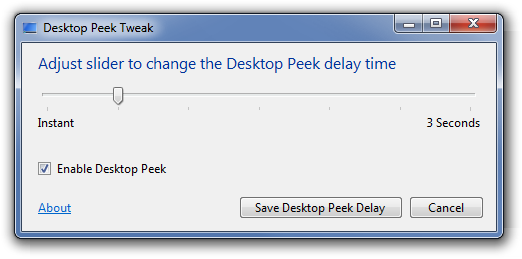 Desktop Peek Tweak
Adjust slider to change the Desktop Peek delay time
Instant 3 Seconds
Enable Desktop Peek
About Save Desktop Peek Delay Cancel